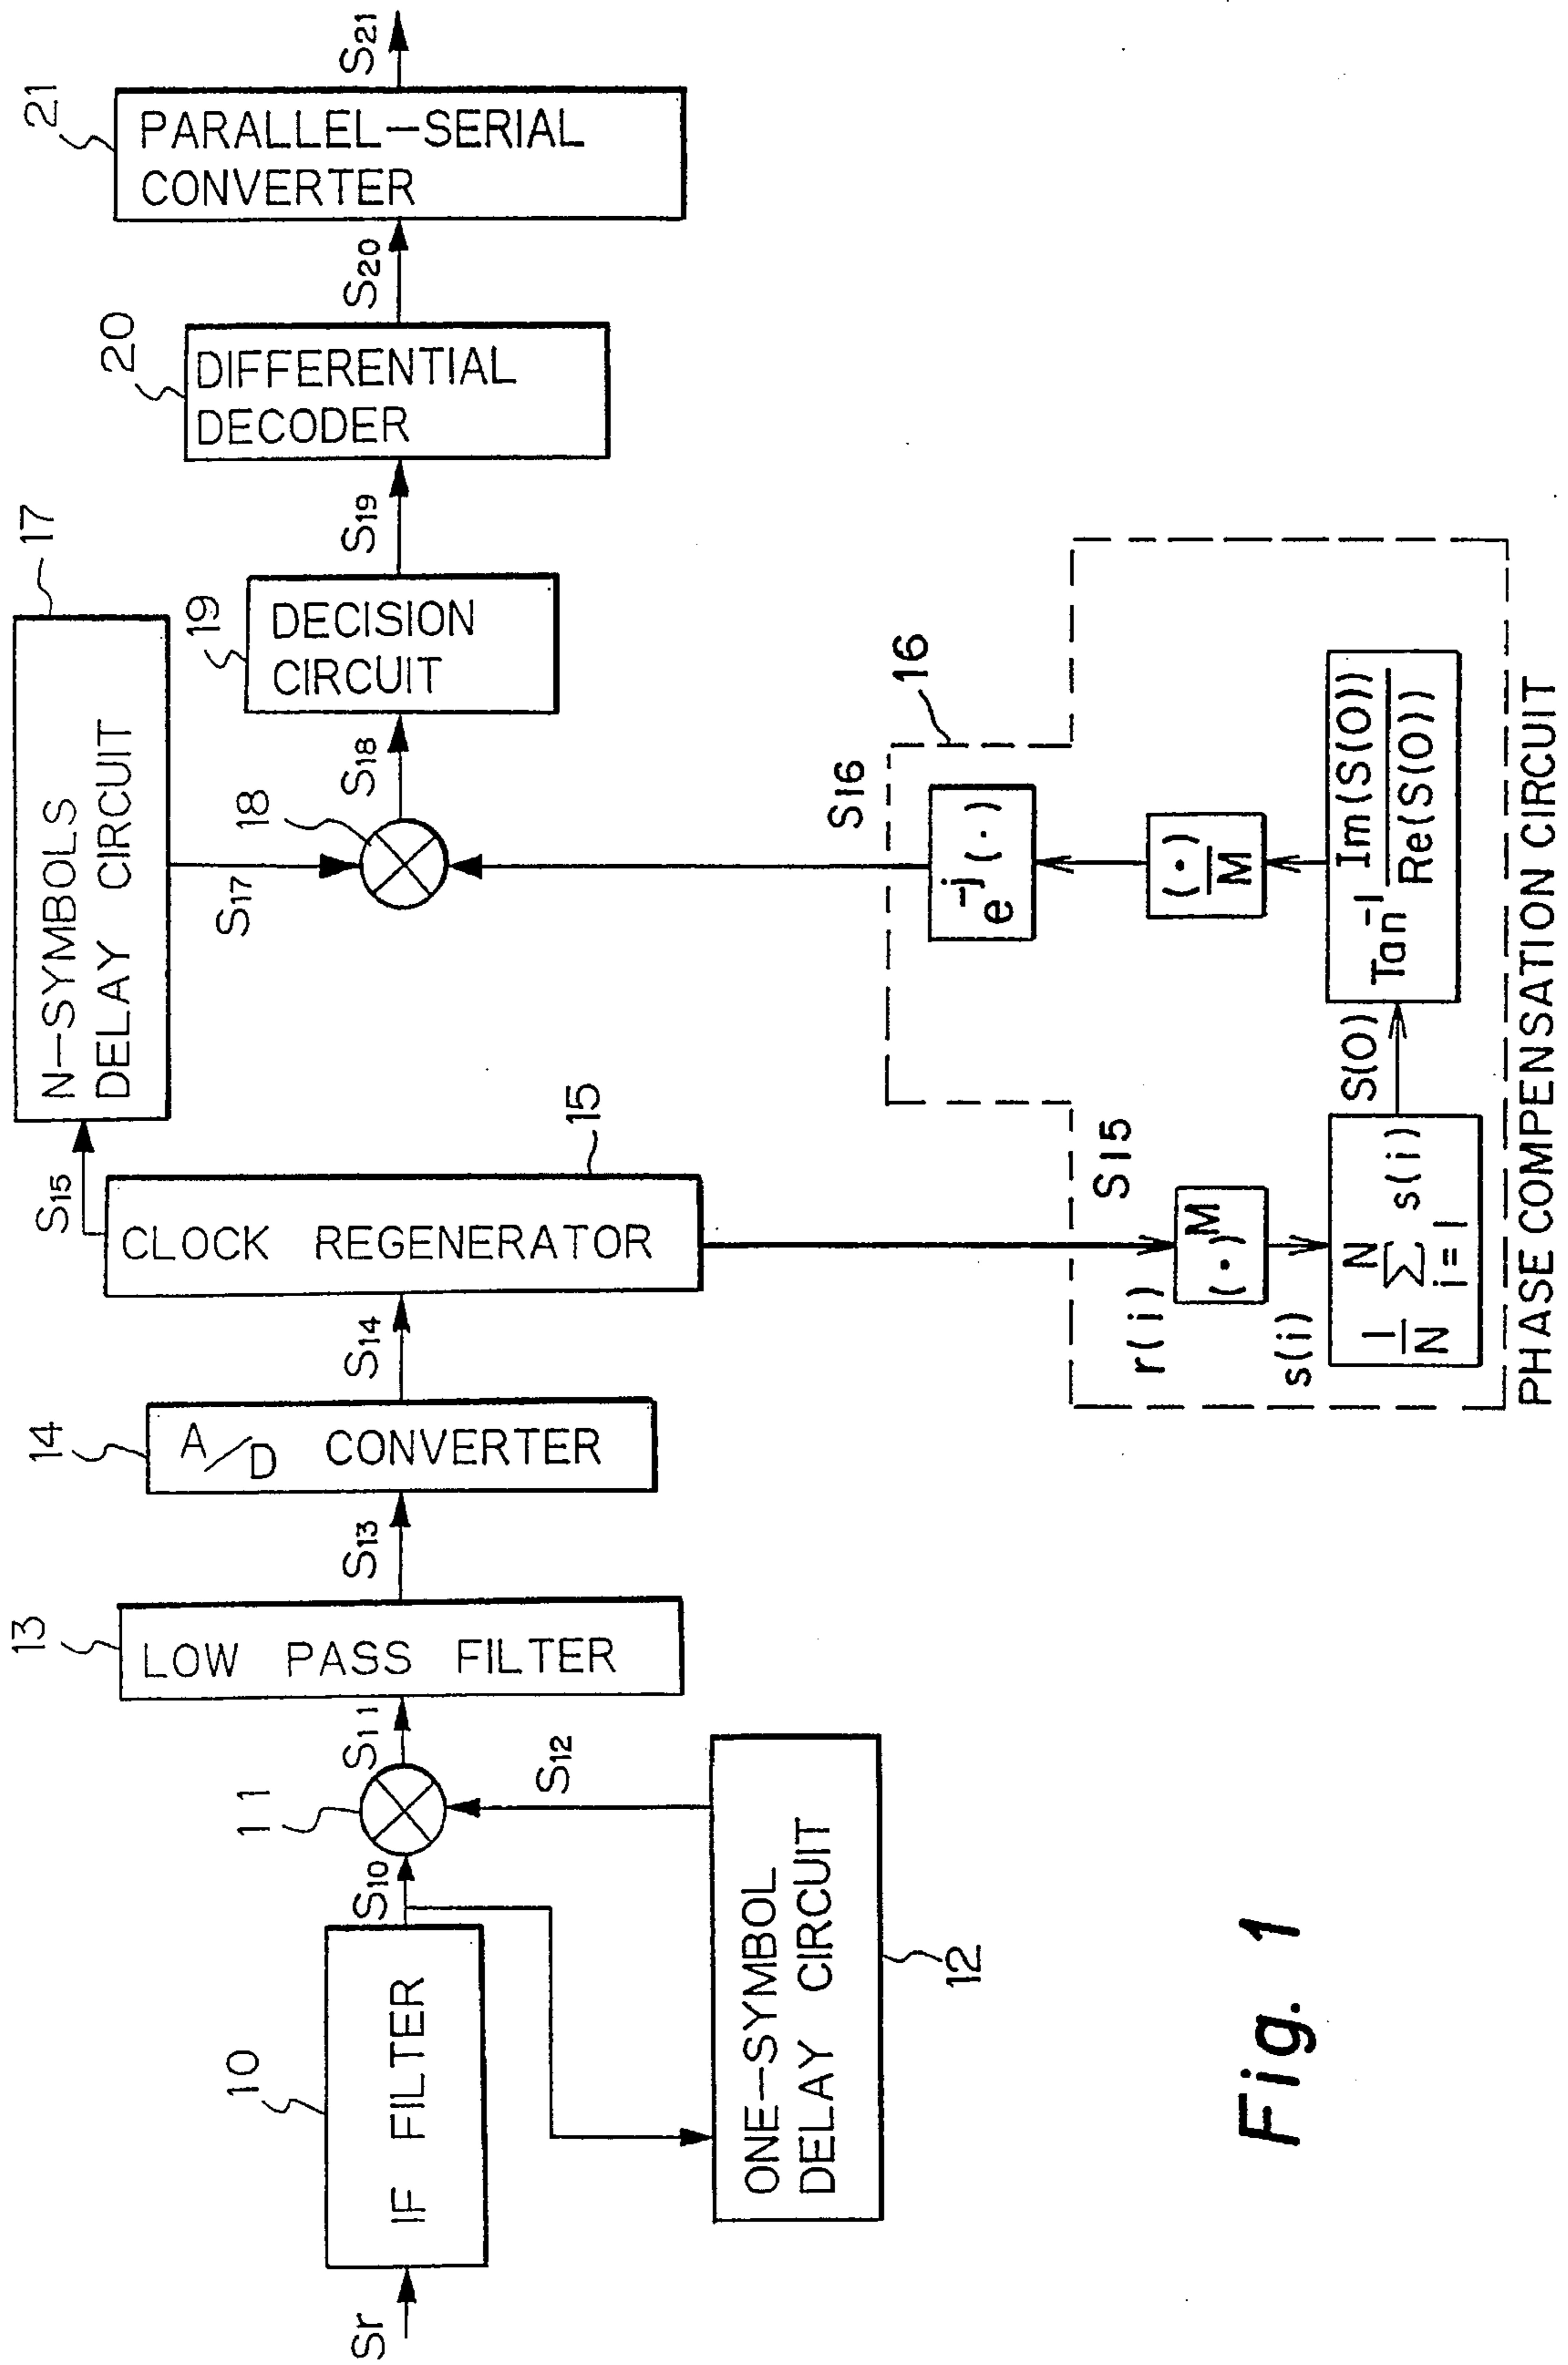 Sr
10
IF FILTER
S10
11
S12
ONE-SYMBOL
DELAY CIRCUIT
12
S11
13
LOW PASS FILTER
S13
14
A/D CONVERTER
S14
CLOCK REGENERATOR
15
S15
17
N-SYMBOLS
DELAY CIRCUIT
S17
18
S18
19
DECISION
CIRCUIT
S19
20
DIFFERENTIAL
DECODER
S20
21
PARALLEL-SERIAL
CONVERTER
S21
S15
r(i)
(·)^M
s(i)
1/N N∑i=1 s(i)
S(0)
Tan^-1 Im(S(0))/Re(S(0))
(·)/M
e^-j(·)
S16
16
PHASE COMPENSATION CIRCUIT
Fig. 1